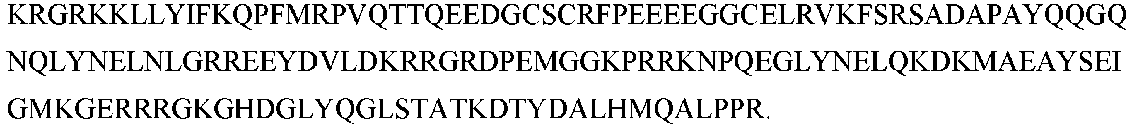 KRGRKKLLYIFKQPFMRPVQTTQEEDGCSCRFPEEEEGGCELRVKFSRSADAPAYQQGQ
NQLYNELNLGRREEYDVLDKRRGRDPEMGGKPRRKNPQEGLYNELQKDKMAEAYSEI
GMKGERRRGKGHDGLYQGLSTATKDTYDALHMQALPPR.